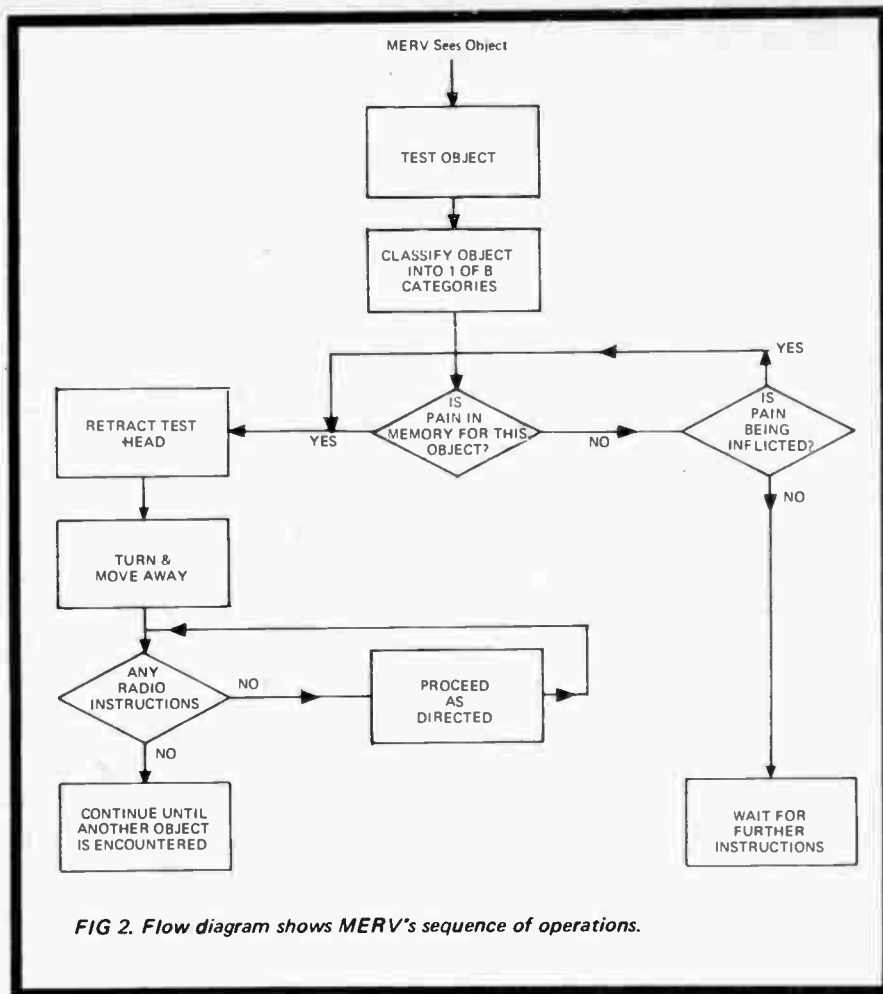 MERV Sees Object
TEST OBJECT
CLASSIFY OBJECT
INTO 1 OF B
CATEGORIES
YES
IS
PAIN IN
MEMORY FOR THIS
OBJECT?
YES
NO
IS
PAIN
BEING
INFLICTED?
NO
RETRACT TEST
HEAD
TURN &
MOVE AWAY
ANY
RADIO
INSTRUCTIONS
NO
PROCEED
AS
DIRECTED
NO
CONTINUE UNTIL
ANOTHER OBJECT
IS ENCOUNTERED
WAIT FOR
FURTHER
INSTRUCTIONS
FIG 2. Flow diagram shows MERV's sequence of operations.